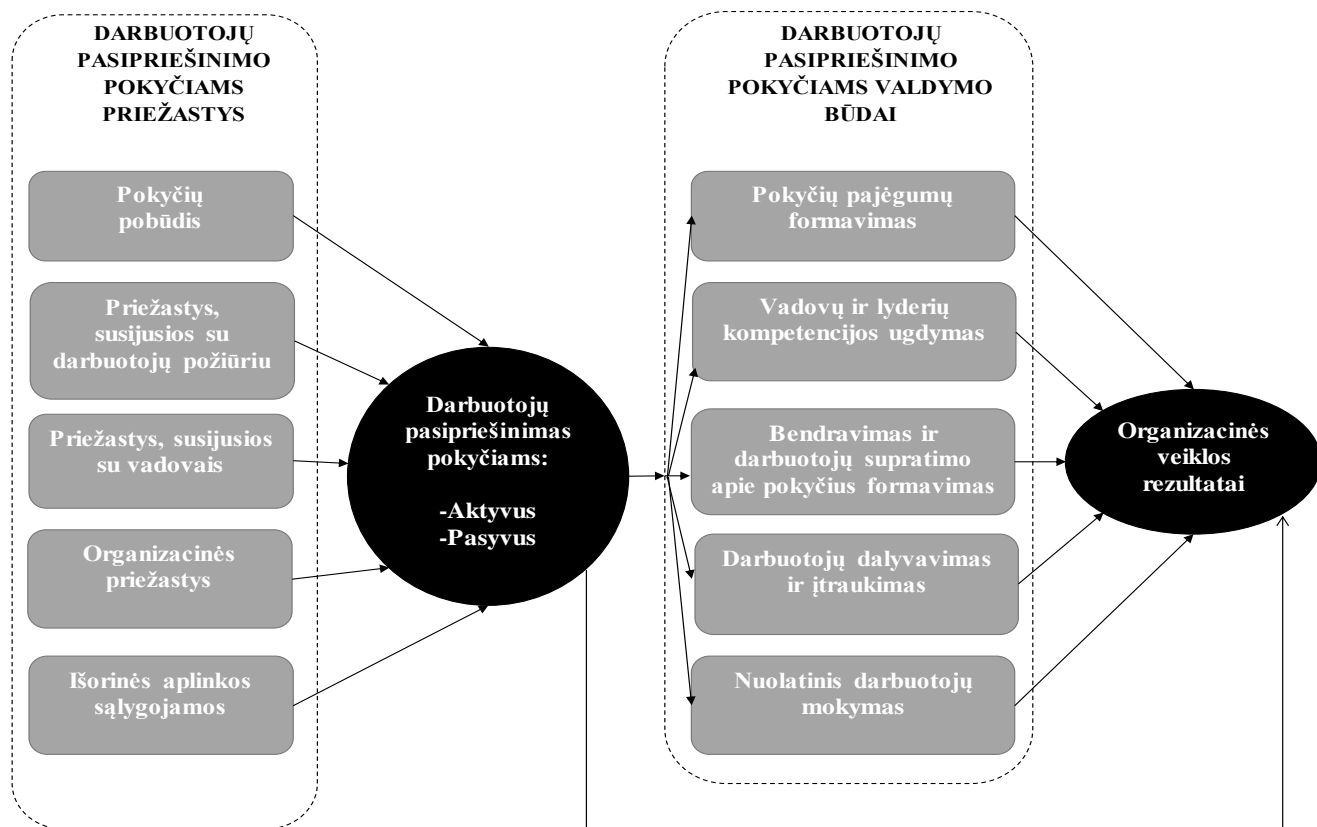 DARBUOTOJŲ
PASIPRIEŠINIMO
POKYČIAMS
PRIEŽASTYS
Pokyčių
pobūdis
Priežastys,
susijusios su
darbuotojų požiūriu
Priežastys, susijusios
su vadovais
Organizacinės
priežastys
Išorinės aplinkos
sąlygojamos
Darbuotojų
pasipriešinimas
pokyčiams:
-Aktyvus
-Pasyvus
DARBUOTOJŲ
PASIPRIEŠINIMO
POKYČIAMS VALDYMO
BŪDAI
Pokyčių pajėgumų
formavimas
Vadovų ir lyderių
kompetencijos ugdymas
Bendravimas ir
darbuotojų supratimo
apie pokyčius formavimas
Darbuotojų dalyvavimas
ir įtraukimas
Nuolatinis darbuotojų
mokymas
Organizacinės
veiklos
rezultatai